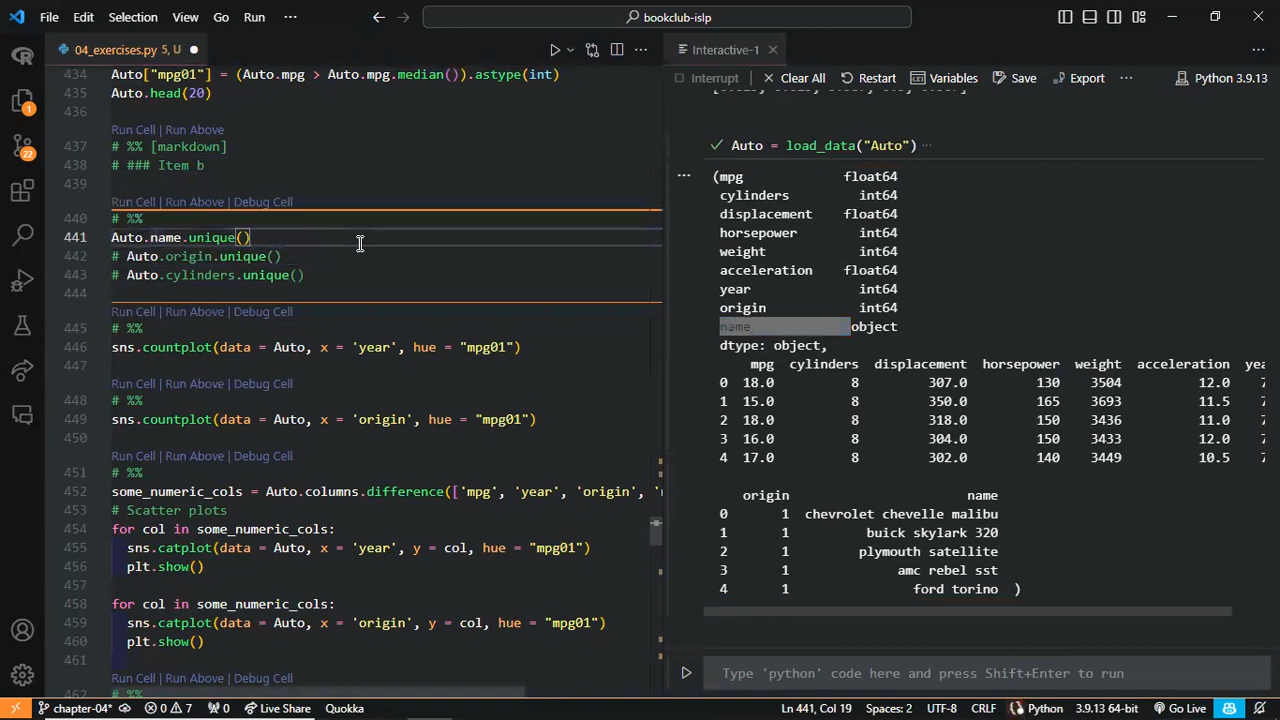 File Edit Selection View Go Run ··· bookclub-islp
04_exercises.py 5, U
434 Auto["mpg01"] = (Auto.mpg > Auto.mpg.median()).astype(int)
435 Auto.head(20)
436
Run Cell | Run Above
437 # %% [markdown]
438 # ### Item b
439
Run Cell | Run Above | Debug Cell
440 # %%
441 Auto.name.unique()
442 # Auto.origin.unique()
443 # Auto.cylinders.unique()
444
Run Cell | Run Above | Debug Cell
445 # %%
446 sns.countplot(data = Auto, x = 'year', hue = "mpg01")
447
Run Cell | Run Above | Debug Cell
448 # %%
449 sns.countplot(data = Auto, x = 'origin', hue = "mpg01")
450
Run Cell | Run Above | Debug Cell
451 # %%
452 some_numeric_cols = Auto.columns.difference(['mpg', 'year', 'origin',
453 # Scatter plots
454 for col in some_numeric_cols:
455 sns.catplot(data = Auto, x = 'year', y = col, hue = "mpg01")
456 plt.show()
457
458 for col in some_numeric_cols:
459 sns.catplot(data = Auto, x = 'origin', y = col, hue = "mpg01")
460 plt.show()
461
Run Cell | Run Above | Debug Cell
462 # %%
Interactive-1
Interrupt Clear All Restart Variables Save Export ··· Python 3.9.13
Auto = load_data("Auto") ···
(mpg float64
cylinders int64
displacement float64
horsepower int64
weight int64
acceleration float64
year int64
origin int64
name object
dtype: object,
mpg cylinders displacement horsepower weight acceleration yea
0 18.0 8 307.0 130 3504 12.0 7
1 15.0 8 350.0 165 3693 11.5 7
2 18.0 8 318.0 150 3436 11.0 7
3 16.0 8 304.0 150 3433 12.0 7
4 17.0 8 302.0 140 3449 10.5 7
origin name
0 1 chevrolet chevelle malibu
1 1 buick skylark 320
2 1 plymouth satellite
3 1 amc rebel sst
4 1 ford torino )
Type 'python' code here and press Shift+Enter to run
1
22
chapter-04* 0 7 0 Live Share Quokka Ln 441, Col 19 Spaces: 2 UTF-8 CRLF Python 3.9.13 64-bit Go Live